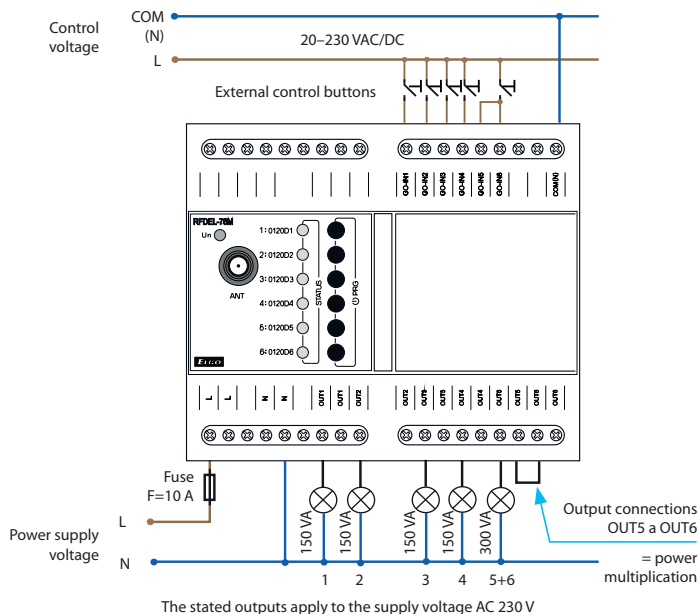 Control
voltage
COM
(N)
L
20–230 VAC/DC
External control buttons
GO-IN1
GO-IN2
GO-IN3
GO-IN4
GO-IN5
GO-IN6
COM(N)
RFDEL-76M
Un
ANT
1: 0120D1
2: 0120D2
3: 0120D3
4: 0120D4
5: 0120D5
6: 0120D6
STATUS
PRG
ELKO
L
L
N
N
OUT1
OUT1
OUT2
OUT2
OUT3
OUT3
OUT4
OUT4
OUT5
OUT5
OUT6
OUT6
Fuse
F=10 A
150 VA
150 VA
150 VA
150 VA
300 VA
Output connections
OUT5 a OUT6
= power
multiplication
Power supply
voltage
L
N
1
2
3
4
5+6
The stated outputs apply to the supply voltage AC 230 V